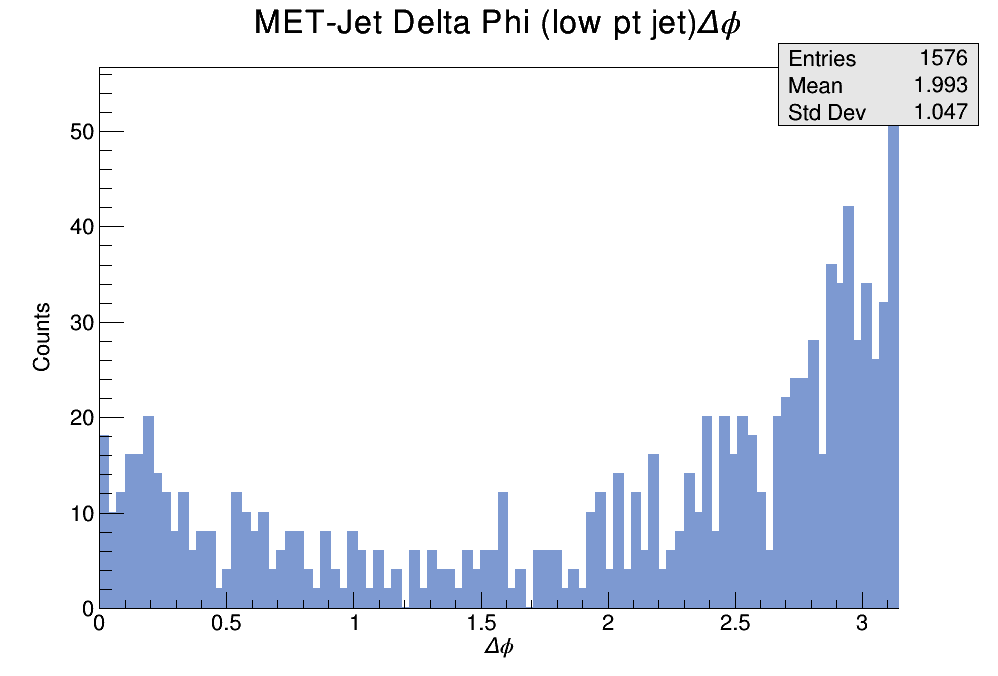 MET-Jet Delta Phi (low pt jet)Δϕ
Entries 1576
Mean 1.993
Std Dev 1.047
Counts
50
40
30
20
10
0
0 0.5 1 1.5 2 2.5 3
Δϕ